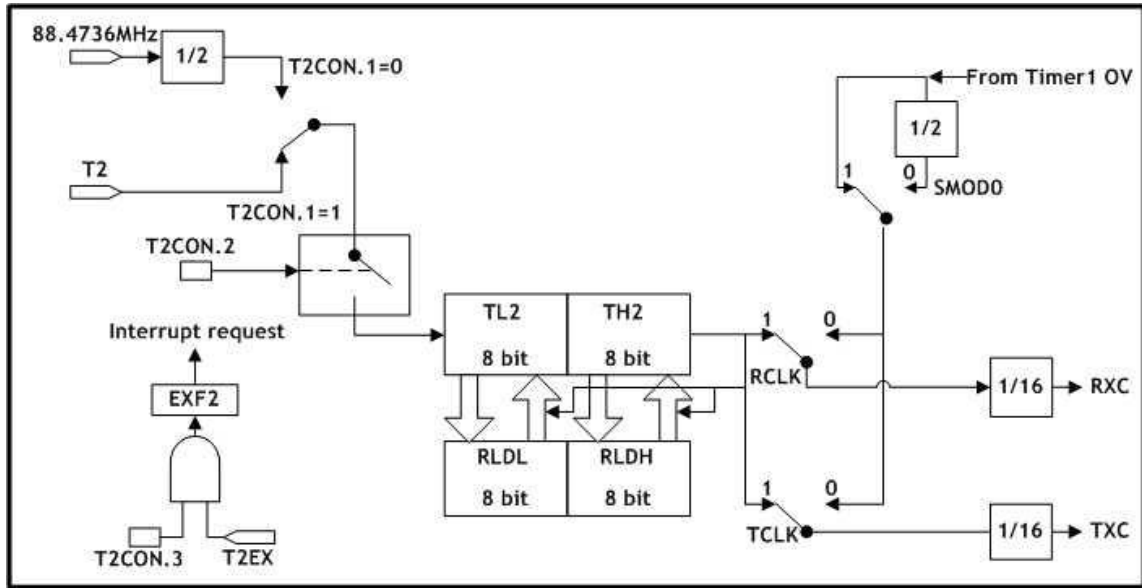 88.4736MHz
1/2
T2CON.1=0
From Timer1 OV
1/2
1
0
SMOD0
T2
T2CON.1=1
T2CON.2
TL2
TH2
8 bit
8 bit
1
0
RCLK
1/16
RXC
Interrupt request
EXF2
RLDL
RLDH
8 bit
8 bit
1
0
TCLK
1/16
TXC
T2CON.3
T2EX